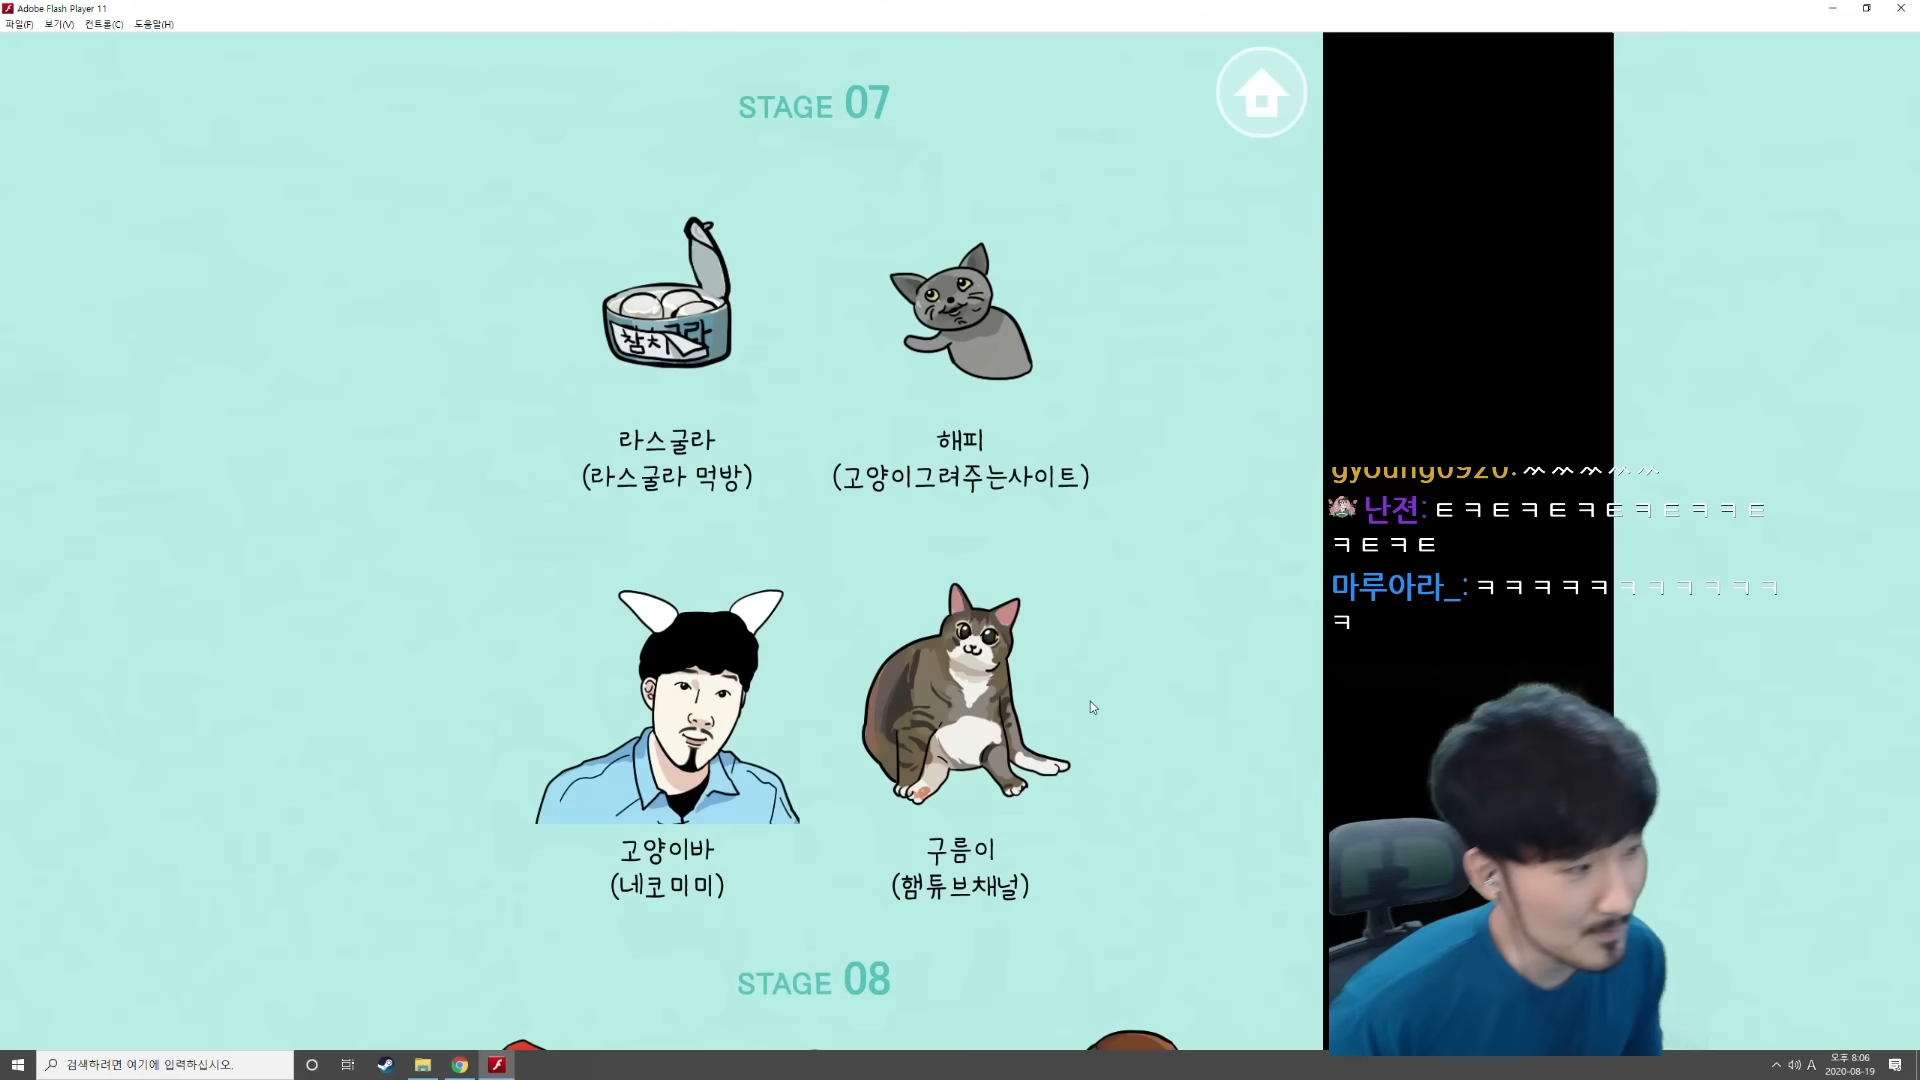 Adobe Flash Player 11
파일(F) 보기(V) 컨트롤(C) 도움말(H)
STAGE 07
참치
라
라스굴라
(라스굴라 먹방)
해피
(고양이그려주는사이트)
고양이바
(네코미미)
구름이
(햄튜브채널)
STAGE 08
gyoung0920:
난젼: ㅌㅋㅌㅋㅌㅋㅌㅋㅌㅋㅋㅌ
ㅋㅌㅋㅌ
마루아라_: ㅋㅋㅋㅋㅋㅋㅋㅋㅋㅋㅋ
ㅋ
검색하려면 여기에 입력하십시오.
A
오후 8:06
2020-08-19